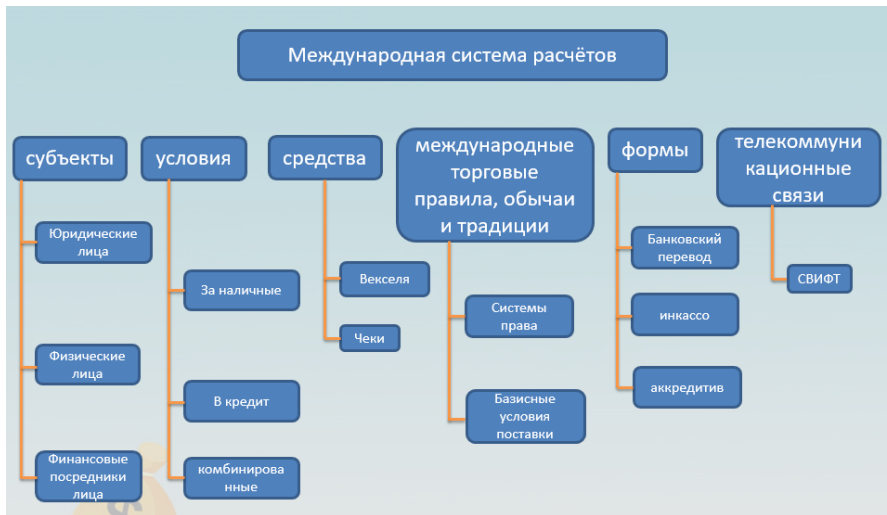 Международная система расчётов
субъекты
Юридические
лица
Физические
лица
Финансовые
посредники
лица
условия
За наличные
В кредит
комбинирова
нные
средства
Векселя
Чеки
международные
торговые
правила, обычаи
и традиции
Системы
права
Базисные
условия
поставки
формы
Банковский
перевод
инкассо
аккредитив
телекоммуни
кационные
связи
СВИФТ